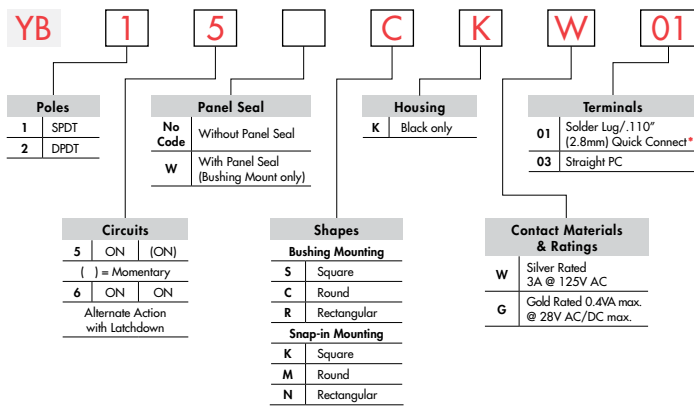 YB 1 5 C K W 01
Poles
1 SPDT
2 DPDT
Panel Seal
No Code Without Panel Seal
W With Panel Seal
(Bushing Mount only)
Housing
K Black only
Terminals
01 Solder Lug/.110”
(2.8mm) Quick Connect*
03 Straight PC
Circuits
5 ON (ON)
( ) = Momentary
6 ON ON
Alternate Action
with Latchdown
Shapes
Bushing Mounting
S Square
C Round
R Rectangular
Snap-in Mounting
K Square
M Round
N Rectangular
Contact Materials
& Ratings
W Silver Rated
3A @ 125V AC
G Gold Rated 0.4VA max.
@ 28V AC/DC max.